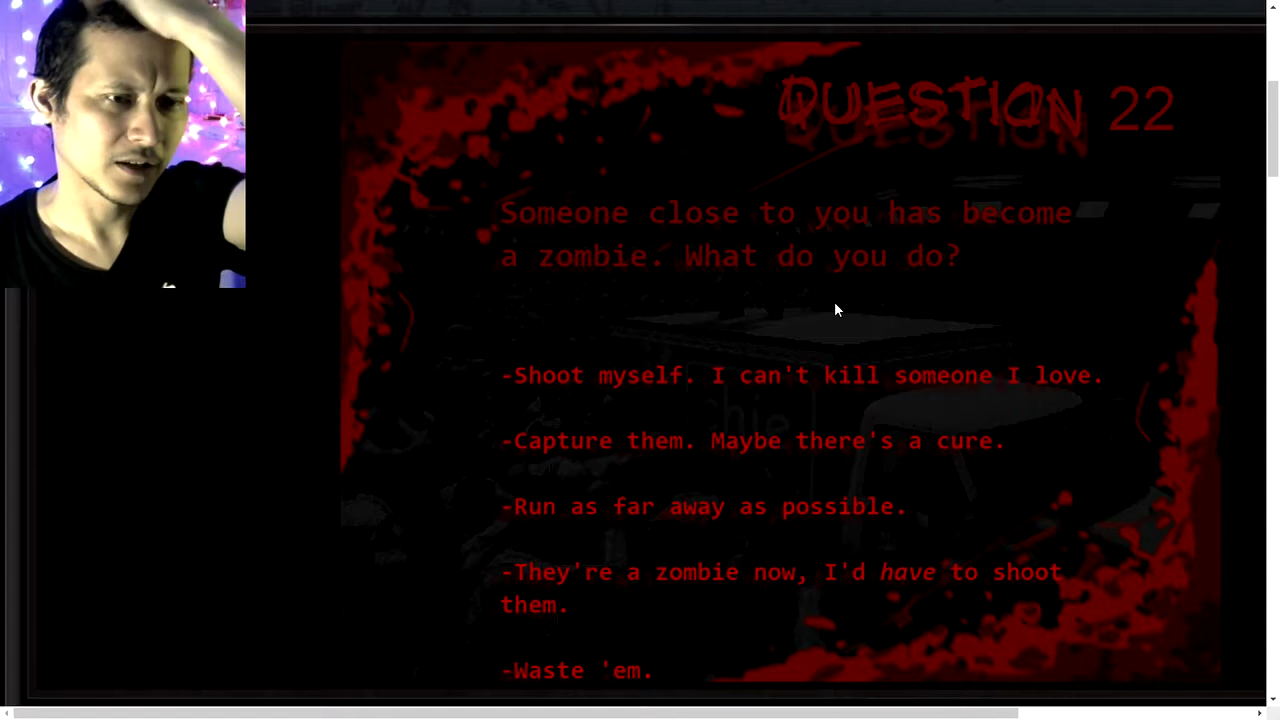 QUESTION 22
Someone close to you has become
a zombie. What do you do?
-Shoot myself. I can't kill someone I love.
-Capture them. Maybe there's a cure.
-Run as far away as possible.
-They're a zombie now, I'd have to shoot
them.
-Waste 'em.